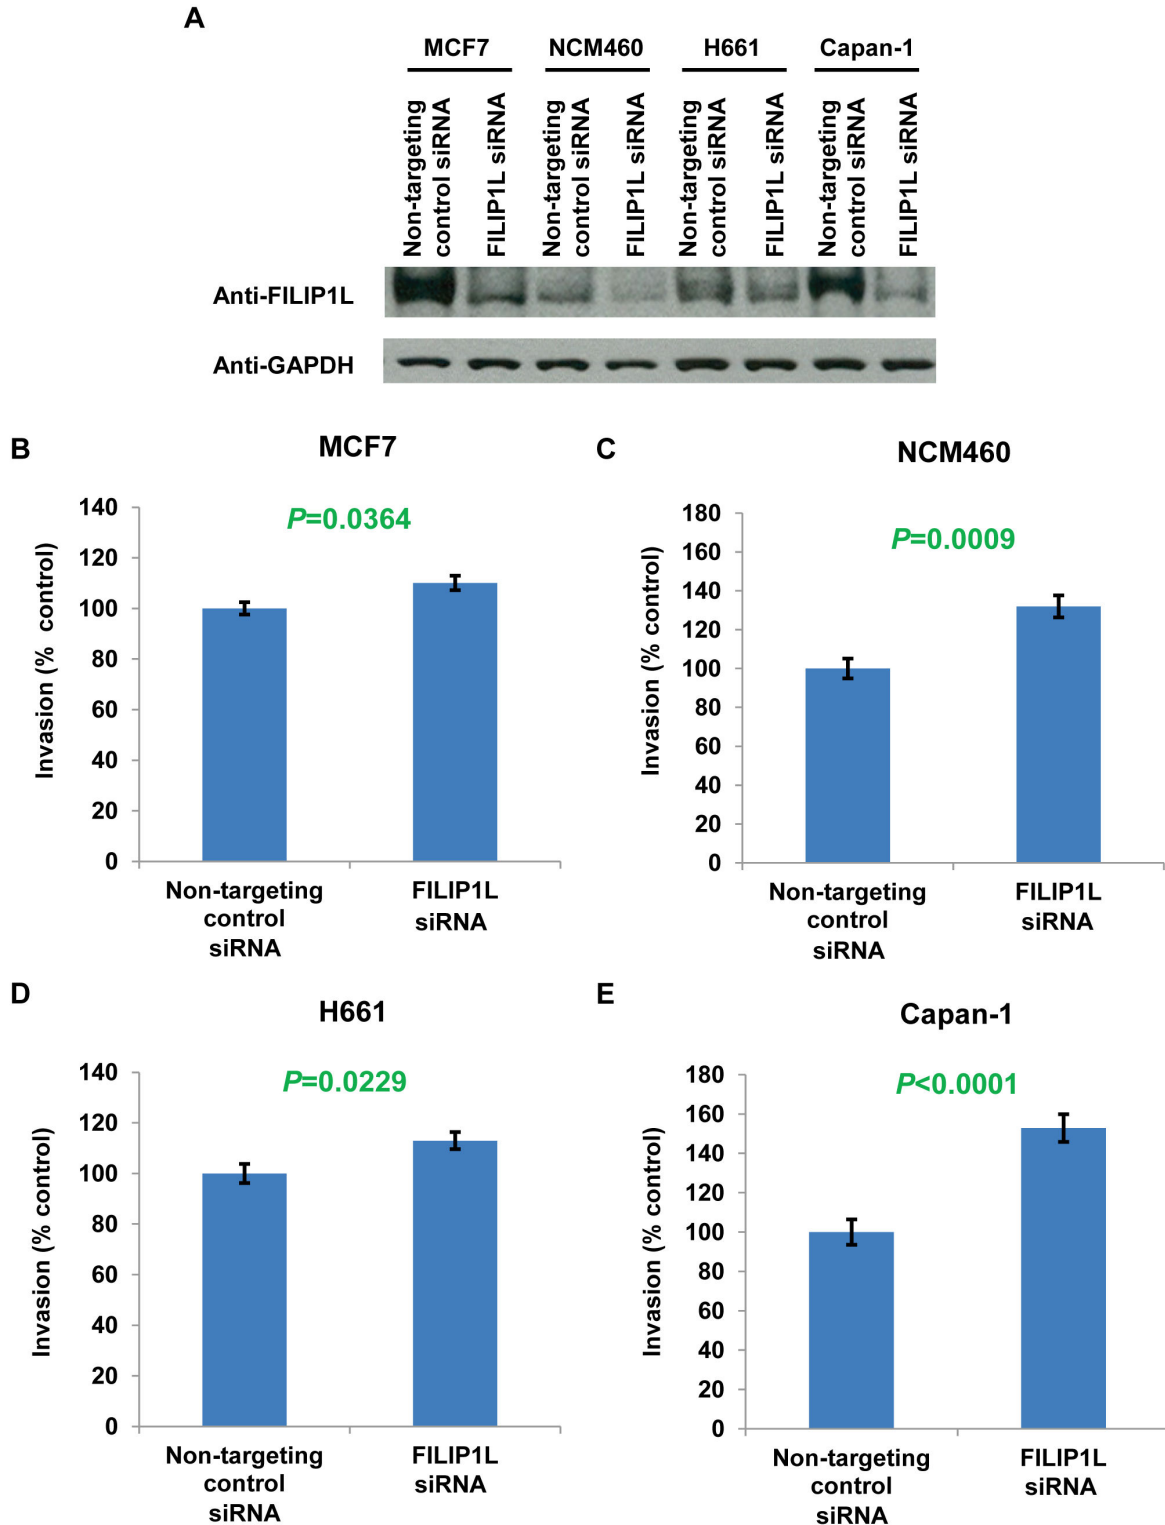 A
MCF7 NCM460 H661 Capan-1
Non-targeting
control siRNA
FILIP1L siRNA
Non-targeting
control siRNA
FILIP1L siRNA
Non-targeting
control siRNA
FILIP1L siRNA
Non-targeting
control siRNA
FILIP1L siRNA
Anti-FILIP1L
Anti-GAPDH
B
MCF7
P=0.0364
Invasion (% control)
140
120
100
80
60
40
20
0
Non-targeting
control
siRNA
FILIP1L
siRNA
C
NCM460
P=0.0009
Invasion (% control)
180
160
140
120
100
80
60
40
20
0
Non-targeting
control
siRNA
FILIP1L
siRNA
D
H661
P=0.0229
Invasion (% control)
140
120
100
80
60
40
20
0
Non-targeting
control
siRNA
FILIP1L
siRNA
E
Capan-1
P<0.0001
Invasion (% control)
180
160
140
120
100
80
60
40
20
0
Non-targeting
control
siRNA
FILIP1L
siRNA